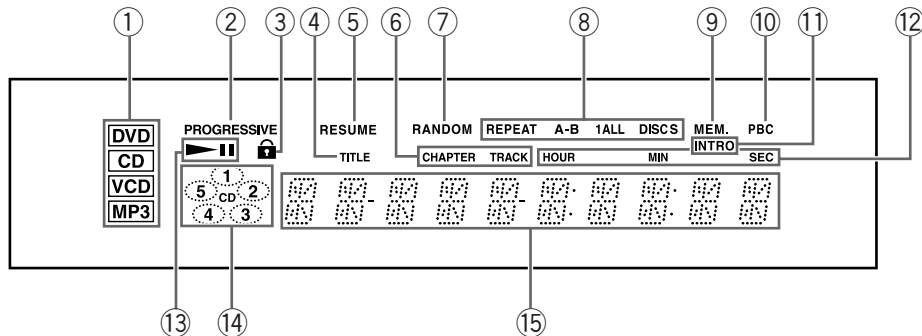 ① ② ③ ④ ⑤ ⑥ ⑦ ⑧ ⑨ ⑩ ⑪ ⑫
DVD
CD
VCD
MP3
PROGRESSIVE
RESUME
RANDOM
REPEAT A-B 1ALL DISCS
MEM.
PBC
INTRO
TITLE
CHAPTER TRACK
HOUR MIN SEC
1
5 CD 2
4 3
⑬ ⑭ ⑮